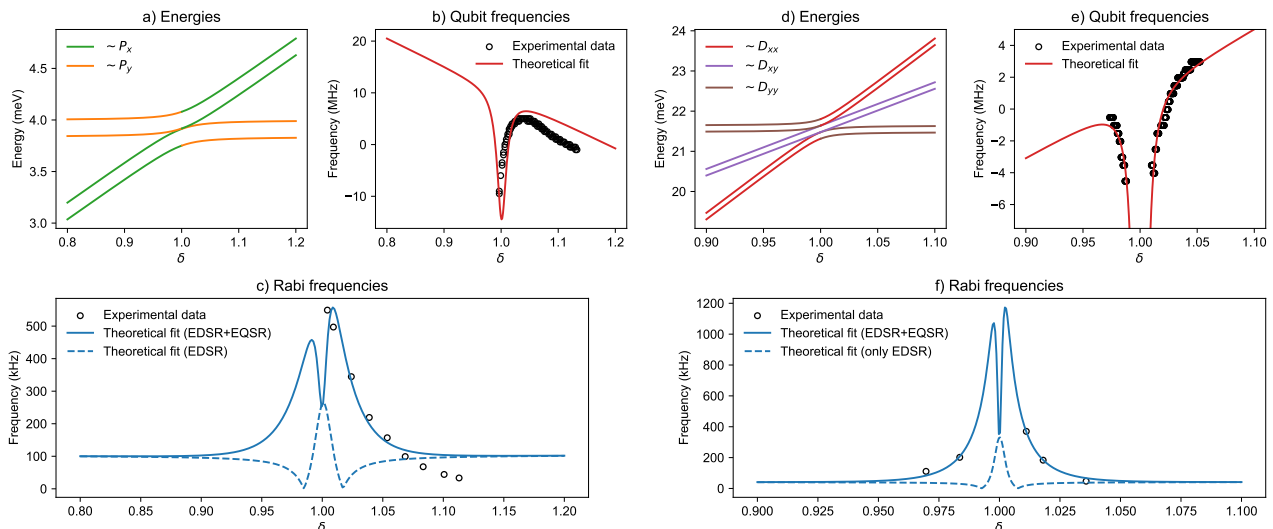 a) Energies
Energy (meV)
4.5
4.0
3.5
3.0
∼ P_x
∼ P_y
0.8 0.9 1.0 1.1 1.2
δ
b) Qubit frequencies
Frequency (MHz)
20
10
0
−10
Experimental data
Theoretical fit
0.8 0.9 1.0 1.1 1.2
δ
d) Energies
Energy (meV)
24
23
22
21
20
∼ D_xx
∼ D_xy
∼ D_yy
0.90 0.95 1.00 1.05 1.10
δ
e) Qubit frequencies
Frequency (MHz)
4
2
0
−2
−4
−6
Experimental data
Theoretical fit
0.90 0.95 1.00 1.05 1.10
δ
c) Rabi frequencies
Frequency (kHz)
500
400
300
200
100
0
Experimental data
Theoretical fit (EDSR+EQSR)
Theoretical fit (EDSR)
0.80 0.85 0.90 0.95 1.00 1.05 1.10 1.15 1.20
δ
f) Rabi frequencies
Frequency (kHz)
1200
1000
800
600
400
200
0
Experimental data
Theoretical fit (EDSR+EQSR)
Theoretical fit (only EDSR)
0.900 0.925 0.950 0.975 1.000 1.025 1.050 1.075 1.100
δ